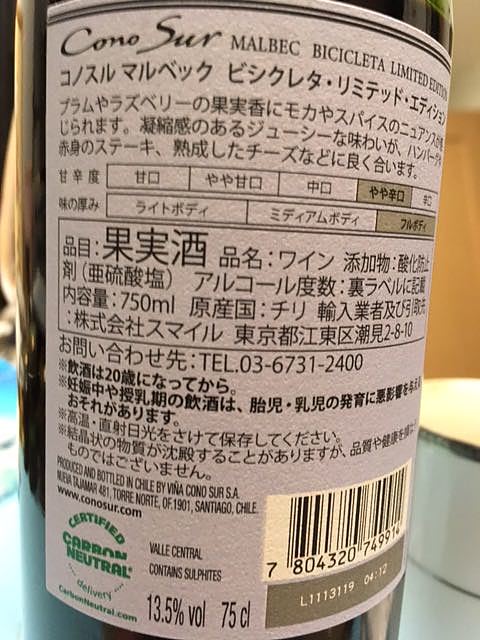 Cono Sur MALBEC BICICLETA LIMITED EDITION
コノスル マルベック ビシクレタ・リミテッド・エディション
プラムやラズベリーの果実香にモカやスパイスのニュアンスが感
じられます。凝縮感のあるジューシーな味わいが、ハンバーグや
赤身のステーキ、熟成したチーズなどに良く合います。
甘辛度 甘口 やや甘口 中口 やや辛口 辛口
味の厚み ライトボディ ミディアムボディ フルボディ
品目:果実酒 品名:ワイン 添加物:酸化防止
剤(亜硫酸塩) アルコール度数:裏ラベルに記載
内容量:750ml 原産国:チリ 輸入業者及び引取先
:株式会社スマイル 東京都江東区潮見2-8-10
お問い合わせ先:TEL.03-6731-2400
※飲酒は20歳になってから。
※妊娠中や授乳期の飲酒は、胎児・乳児の発育に悪影響を与える
おそれがあります。
※高温・直射日光をさけて保存してください。
※結晶状の物質が沈殿することがありますが、品質や健康を損なう
ものではございません。
PRODUCED AND BOTTLED IN CHILE BY VIÑA CONO SUR S.A.
NUEVA TAJAMAR 481, TORRE NORTE, OF.1901, SANTIAGO, CHILE.
www.conosur.com
CERTIFIED
CARBON
NEUTRAL
delivery
CarbonNeutral.com
VALLE CENTRAL
CONTAINS SULPHITES
13.5% vol 75 cl
7 804320 749914
L1113119 04:12